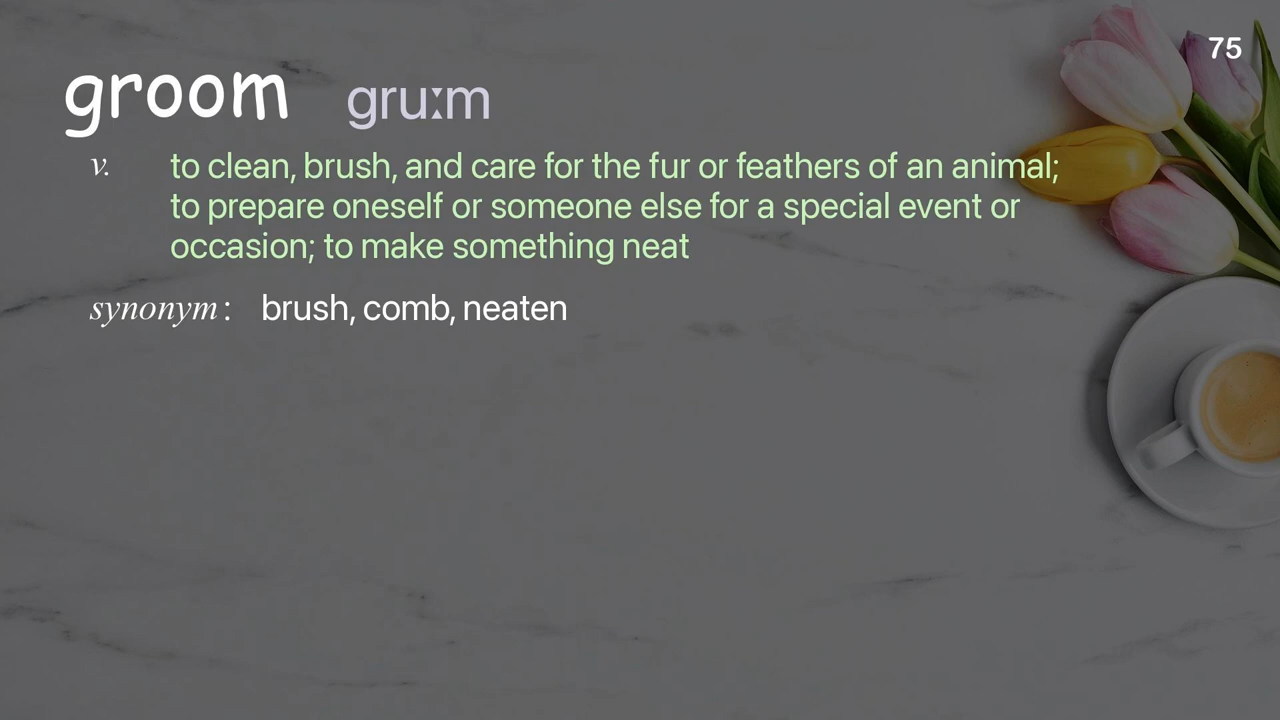 75
groom gruːm
v. to clean, brush, and care for the fur or feathers of an animal;
to prepare oneself or someone else for a special event or
occasion; to make something neat
synonym : brush, comb, neaten